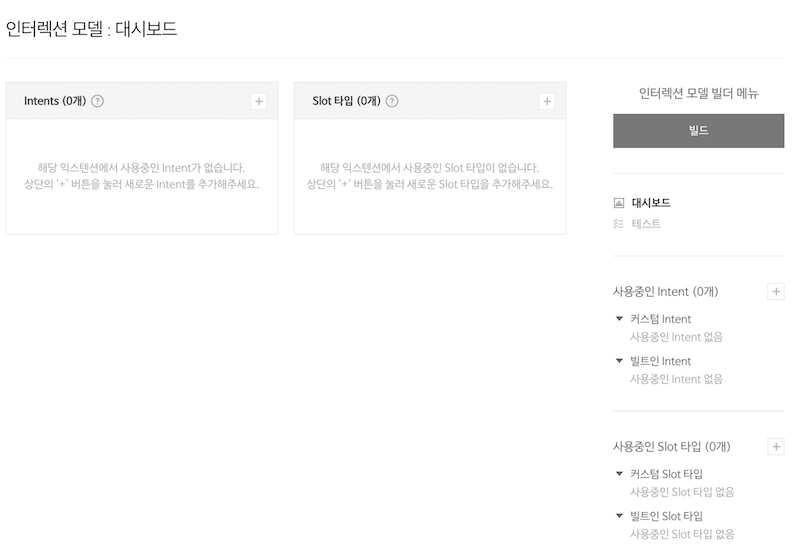 인터렉션 모델 : 대시보드
Intents (0개) ?
+
해당 익스텐션에서 사용중인 Intent가 없습니다.
상단의 '+' 버튼을 눌러 새로운 Intent를 추가해주세요.
Slot 타입 (0개) ?
+
해당 익스텐션에서 사용중인 Slot 타입이 없습니다.
상단의 '+' 버튼을 눌러 새로운 Slot 타입을 추가해주세요.
인터렉션 모델 빌더 메뉴
빌드
대시보드
테스트
사용중인 Intent (0개)
+
커스텀 Intent
사용중인 Intent 없음
빌트인 Intent
사용중인 Intent 없음
사용중인 Slot 타입 (0개)
+
커스텀 Slot 타입
사용중인 Slot 타입 없음
빌트인 Slot 타입
사용중인 Slot 타입 없음